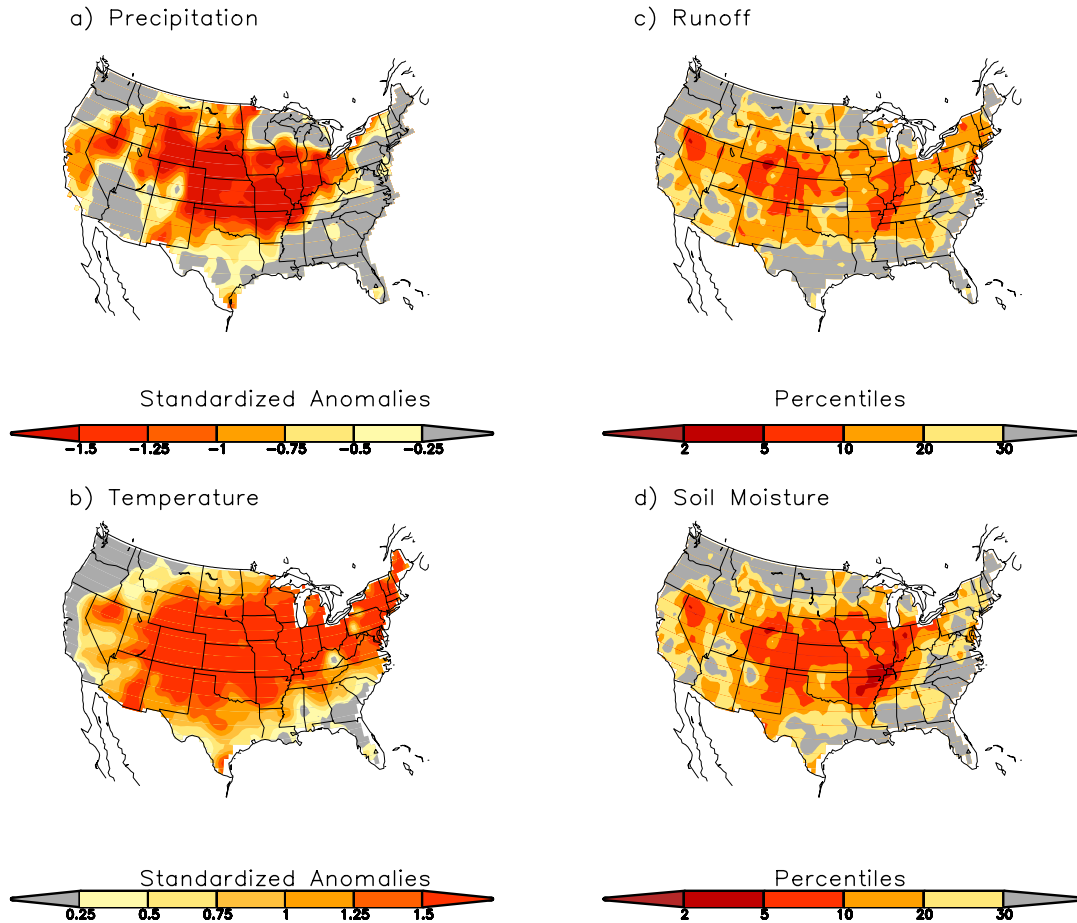 a) Precipitation
c) Runoff
Standardized Anomalies
-1.5 -1.25 -1 -0.75 -0.5 -0.25
Percentiles
2 5 10 20 30
b) Temperature
d) Soil Moisture
Standardized Anomalies
0.25 0.5 0.75 1 1.25 1.5
Percentiles
2 5 10 20 30